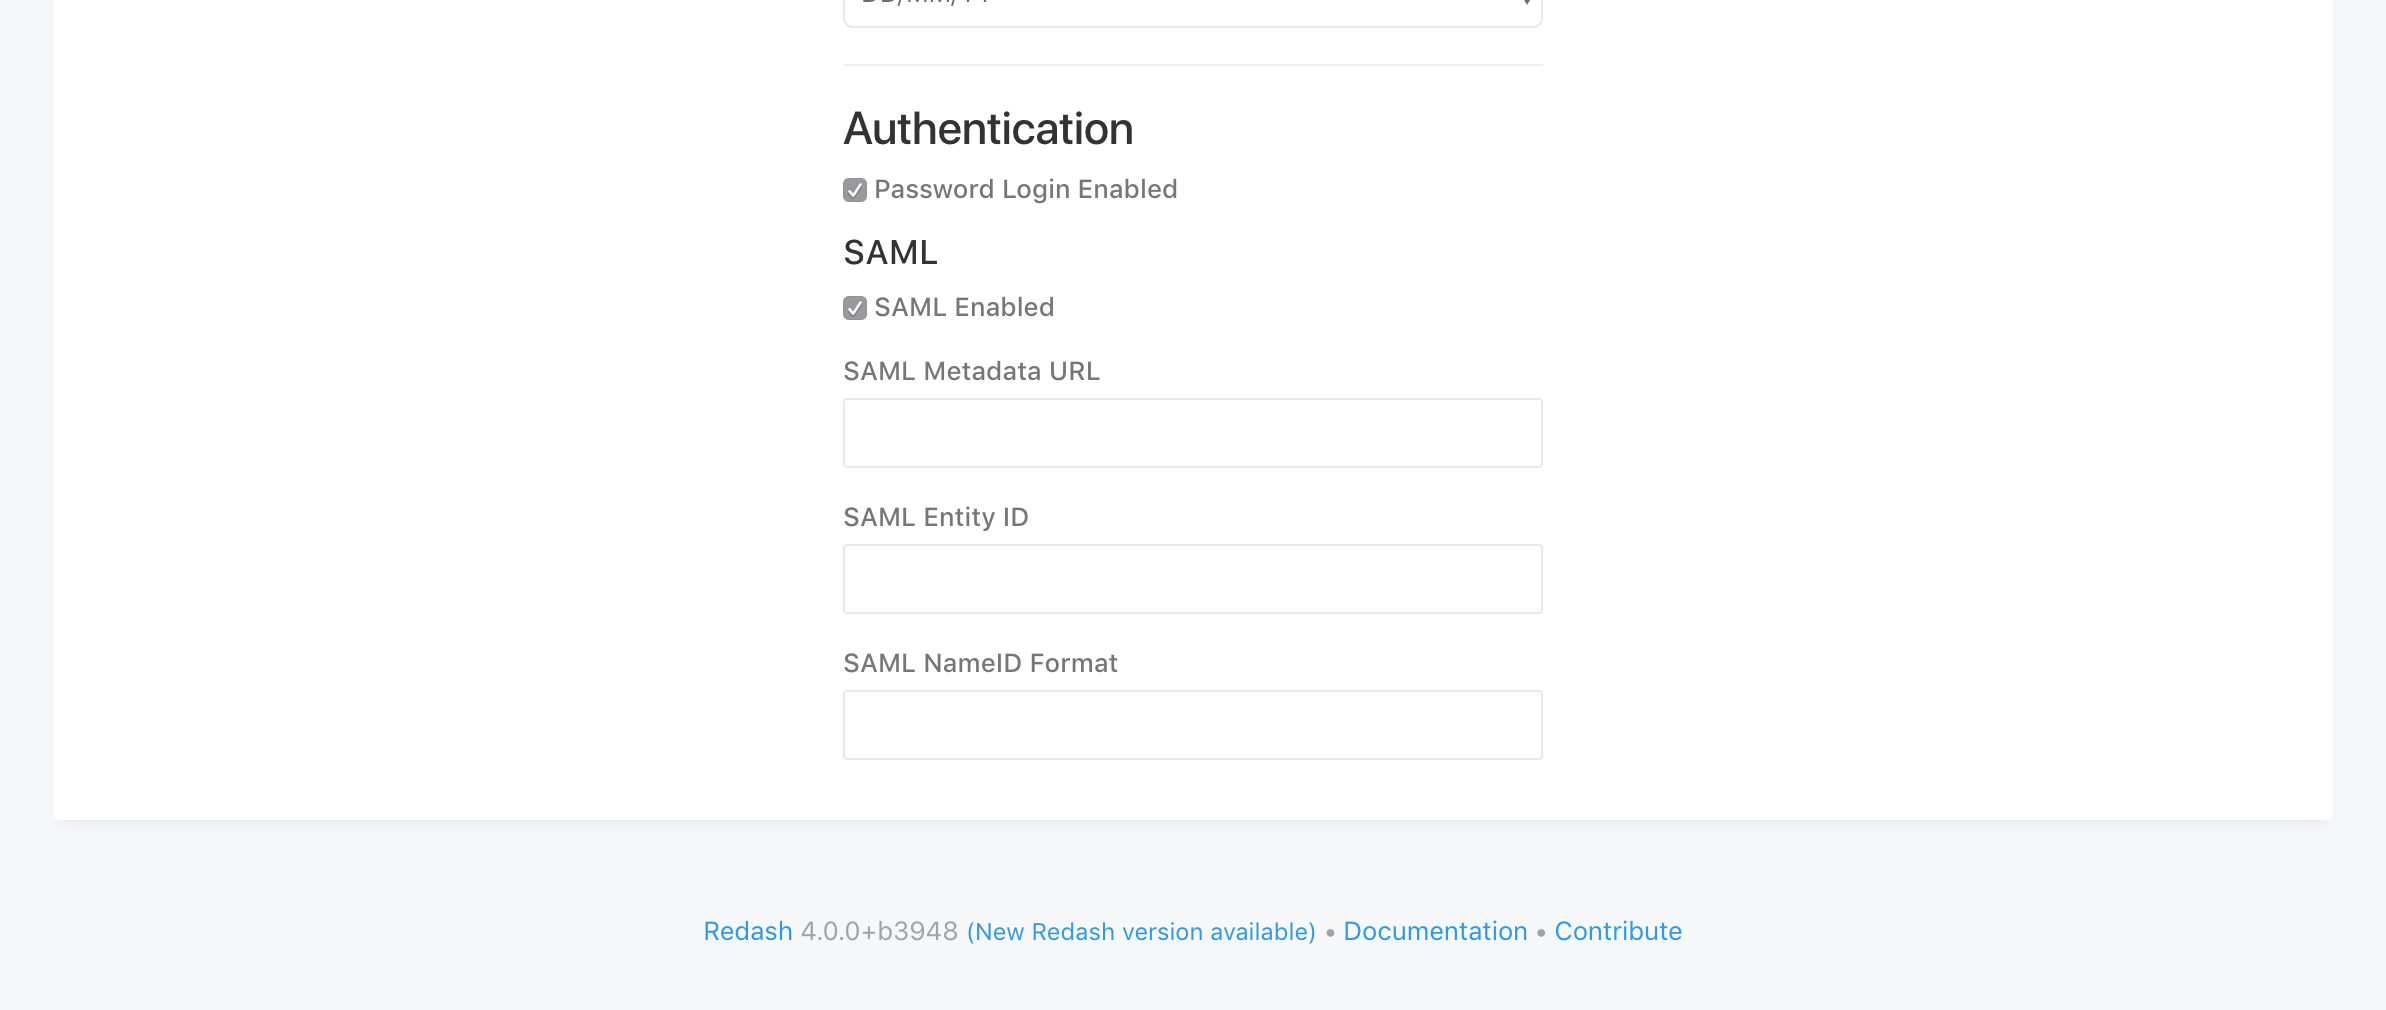 Authentication
Password Login Enabled
SAML
SAML Enabled
SAML Metadata URL
SAML Entity ID
SAML NameID Format
Redash 4.0.0+b3948 (New Redash version available) • Documentation • Contribute